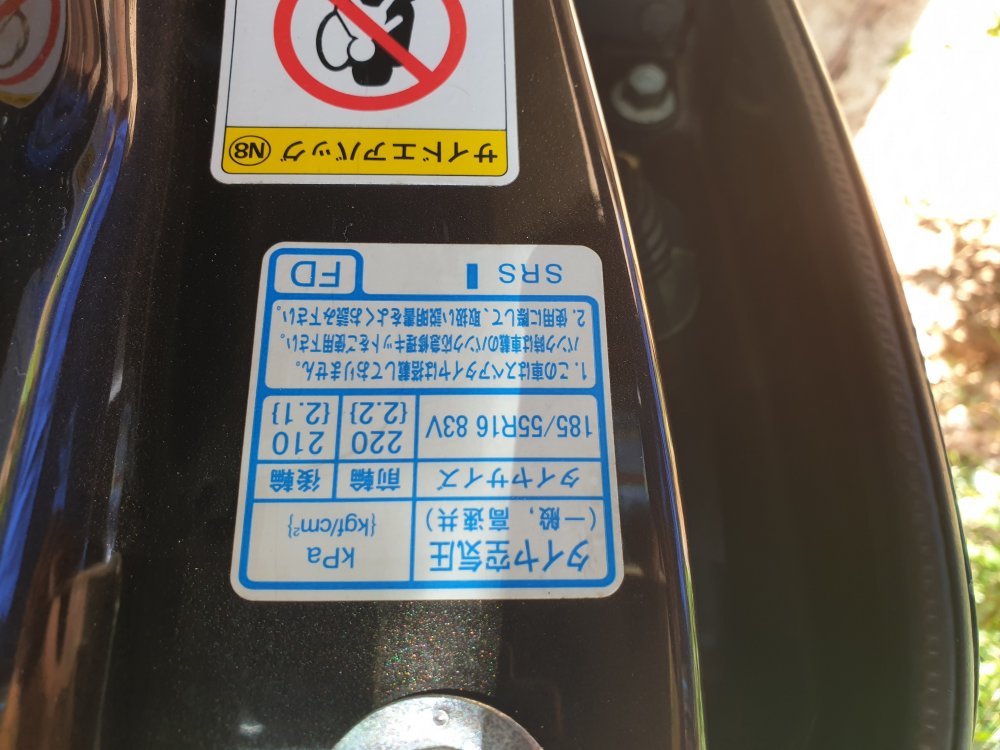 タイヤ空気圧
(一般, 高速共)
kPa
{kgf/cm²}
タイヤサイズ 前輪 後輪
185/55R16 83V 220 210
{2.2} {2.1}
1. この車はスペアタイヤは搭載しておりません。
パンク時は車載のパンク応急修理キットをご使用下さい。
2. 使用に際して、取扱い説明書をよくお読み下さい。
SRS FD
サイドエアバッグ N8